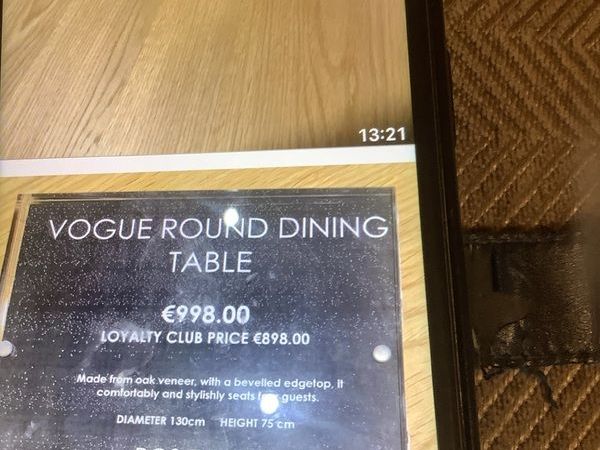 13:21
VOGUE ROUND DINING
TABLE
€998.00
LOYALTY CLUB PRICE €898.00
Made from oak veneer, with a bevelled edgetop, it
comfortably and stylishly seats guests.
DIAMETER 130cm HEIGHT 75 cm